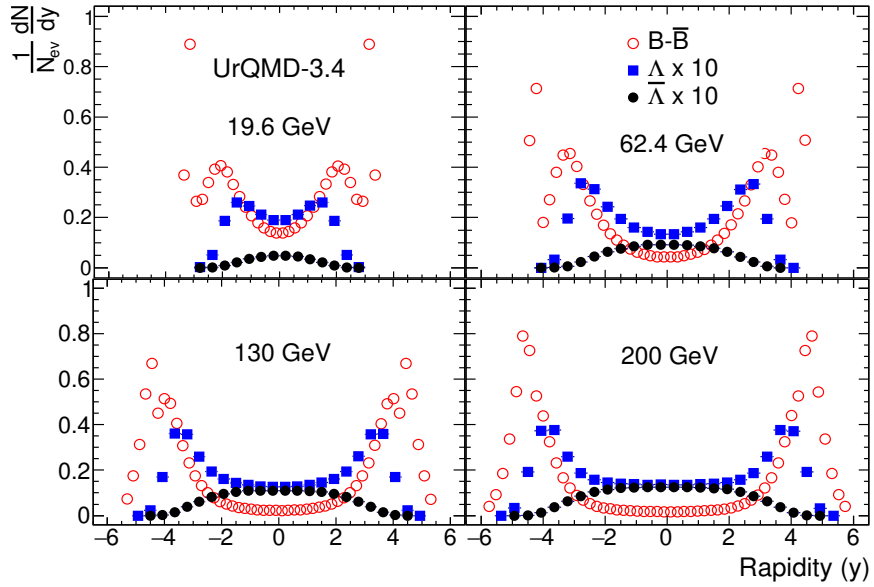 1/N_ev dN/dy
1
0.8
0.6
0.4
0.2
0
UrQMD-3.4
19.6 GeV
B-B̅
Λ x 10
Λ̅ x 10
62.4 GeV
1
0.8
0.6
0.4
0.2
0
130 GeV
200 GeV
−6 −4 −2 0 2 4 6
−6 −4 −2 0 2 4 6
Rapidity (y)